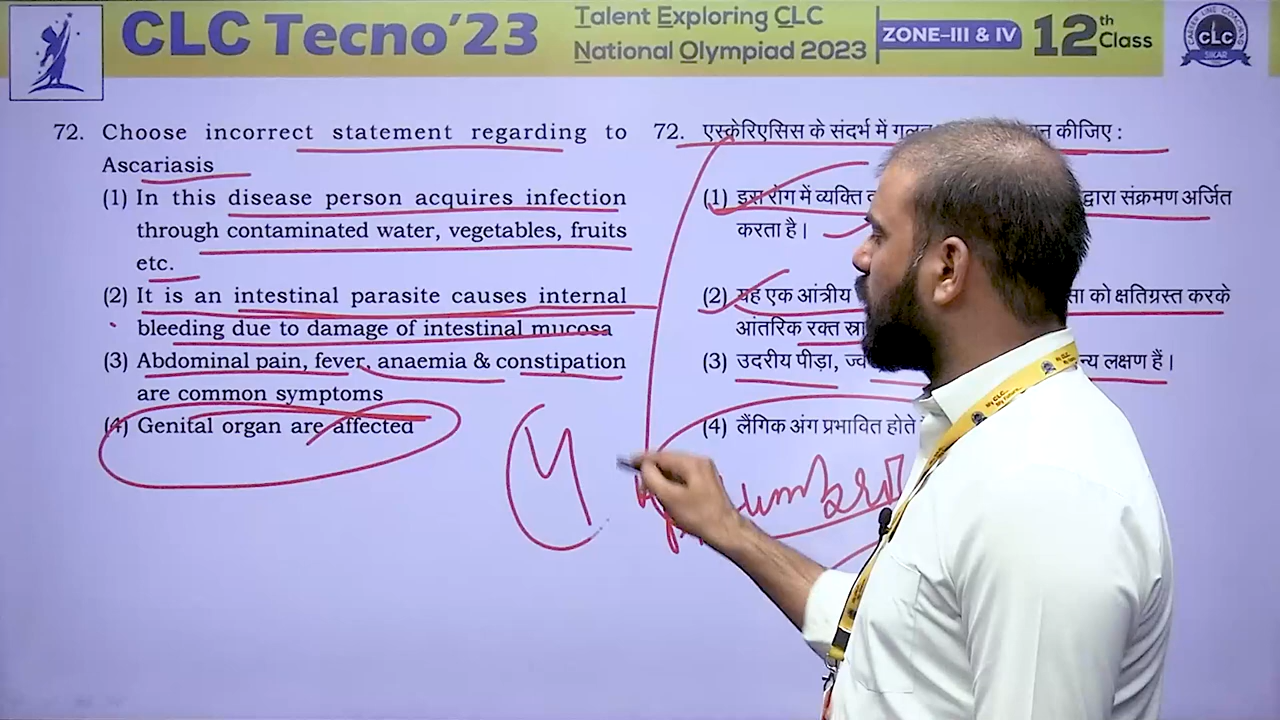 CLC Tecno'23
Talent Exploring CLC
National Olympiad 2023
ZONE–III & IV
12th Class
CLC
SIKAR
72. Choose incorrect statement regarding to
Ascariasis
(1) In this disease person acquires infection
through contaminated water, vegetables, fruits
etc.
(2) It is an intestinal parasite causes internal
bleeding due to damage of intestinal mucosa
(3) Abdominal pain, fever, anaemia & constipation
are common symptoms
(4) Genital organ are affected
72. एस्केरिएसिस के संदर्भ में कीजिए :
(1) इस रोग में व्यक्ति द्वारा संक्रमण अर्जित
करता है।
(2) यह एक आंत्रीय को क्षतिग्रस्त करके
आंतरिक रक्त
(3) उदरीय पीड़ा, लक्षण हैं।
(4) लैंगिक अंग प्रभावित होते
4